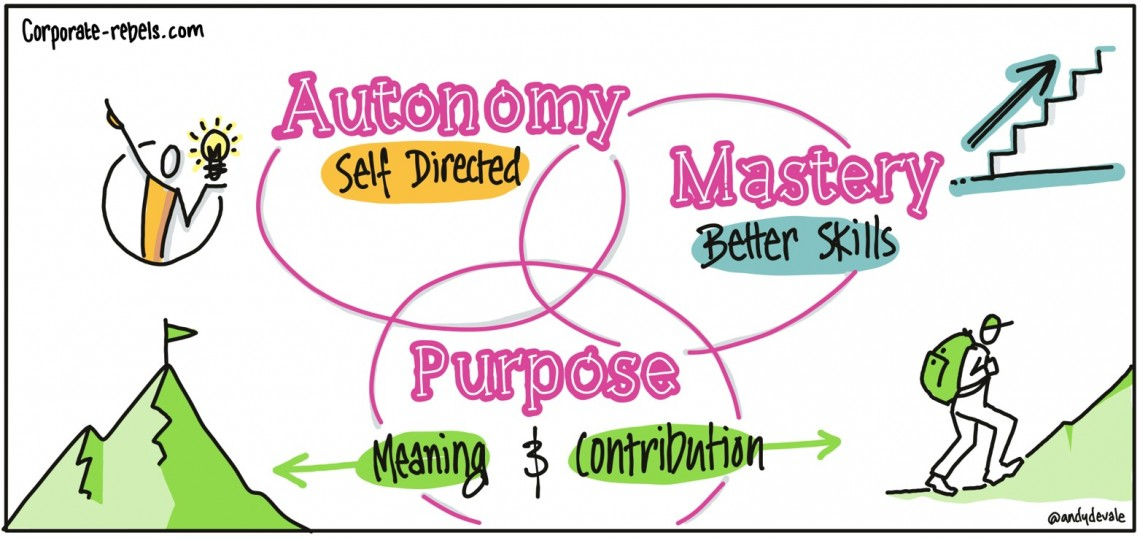 Corporate-rebels.com
Autonomy
Self Directed
Mastery
Better Skills
Purpose
Meaning & Contribution
@andydevale